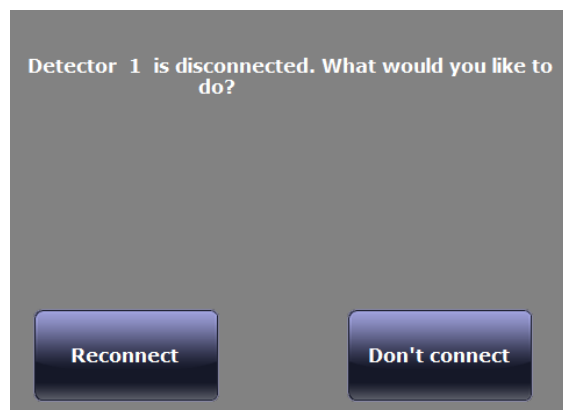 Detector 1 is disconnected. What would you like to
do?
Reconnect
Don't connect